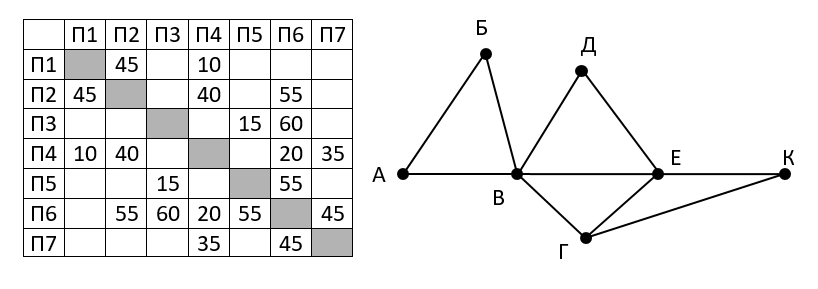 П1 П2 П3 П4 П5 П6 П7
П1 45 10
П2 45 40 55
П3 15 60
П4 10 40 20 35
П5 15 55
П6 55 60 20 55 45
П7 35 45
Б
Д
А
В
Е
К
Г